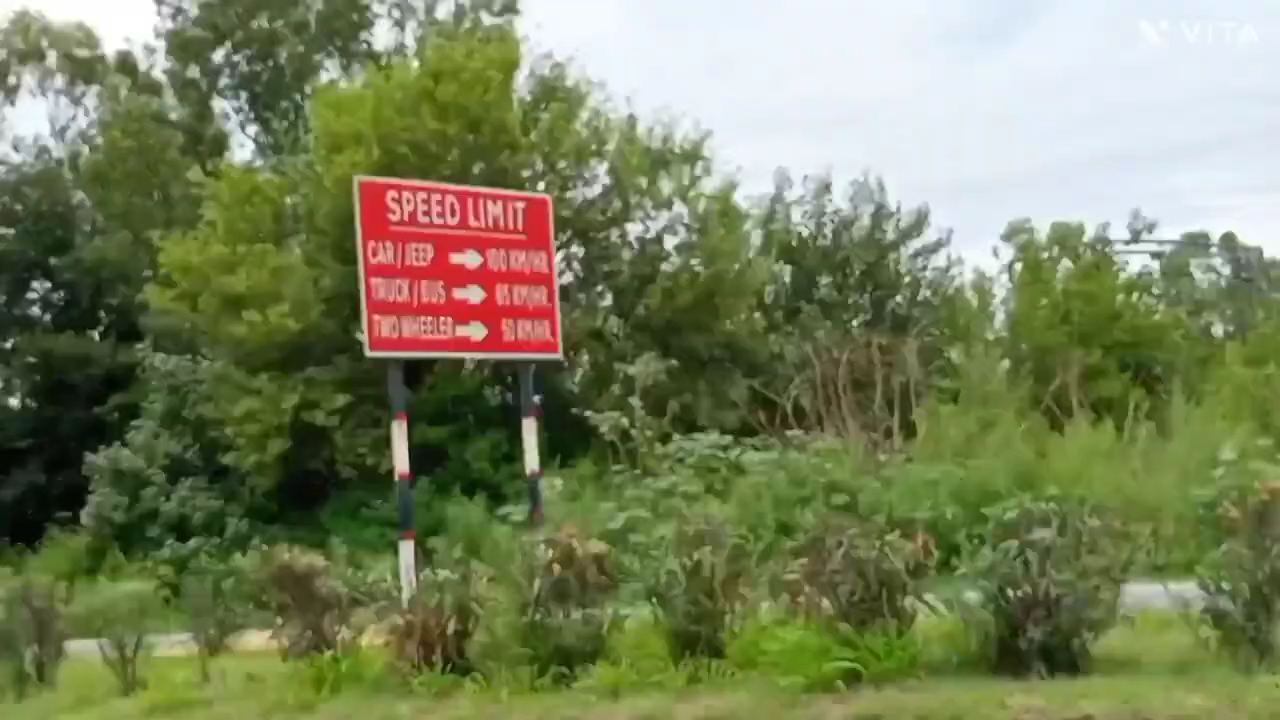 VITA
SPEED LIMIT
CAR / JEEP → 100 KM/HR.
TRUCK / BUS → 65 KM/HR.
TWO WHEELER → 50 KM/HR.